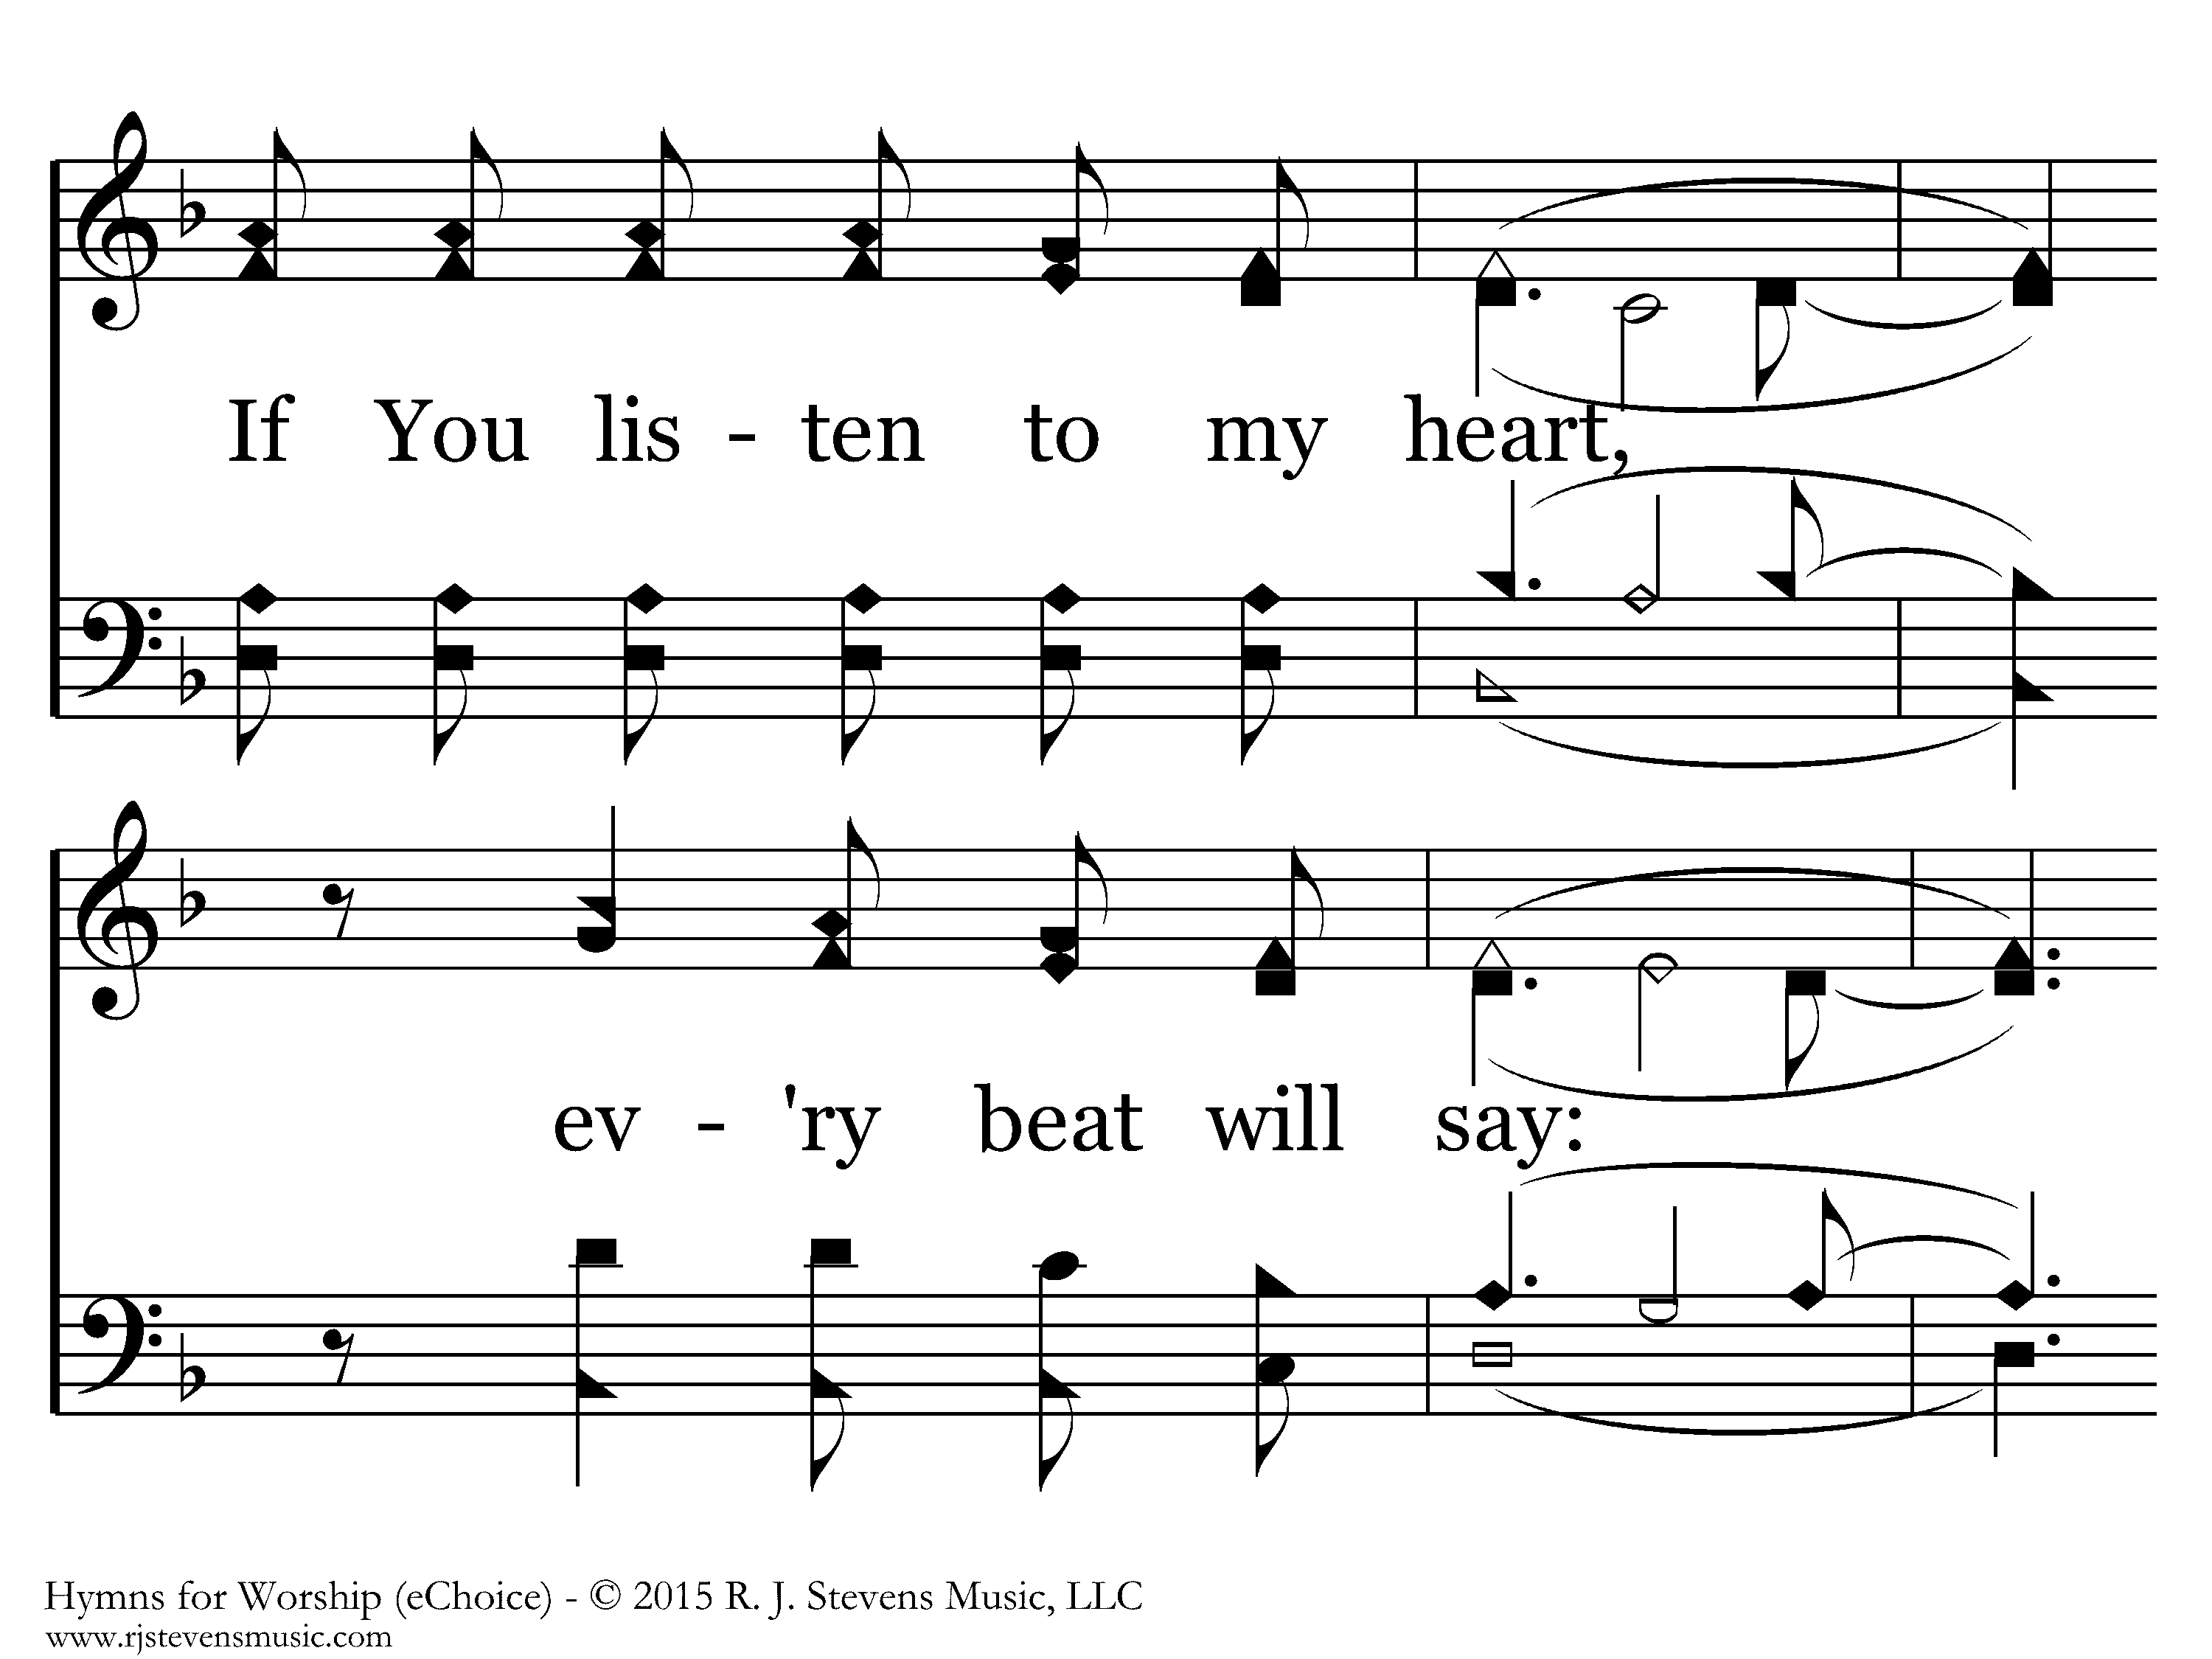 If You lis - ten to my heart,
ev - 'ry beat will say:
Hymns for Worship (eChoice) - © 2015 R. J. Stevens Music, LLC
www.rjstevensmusic.com